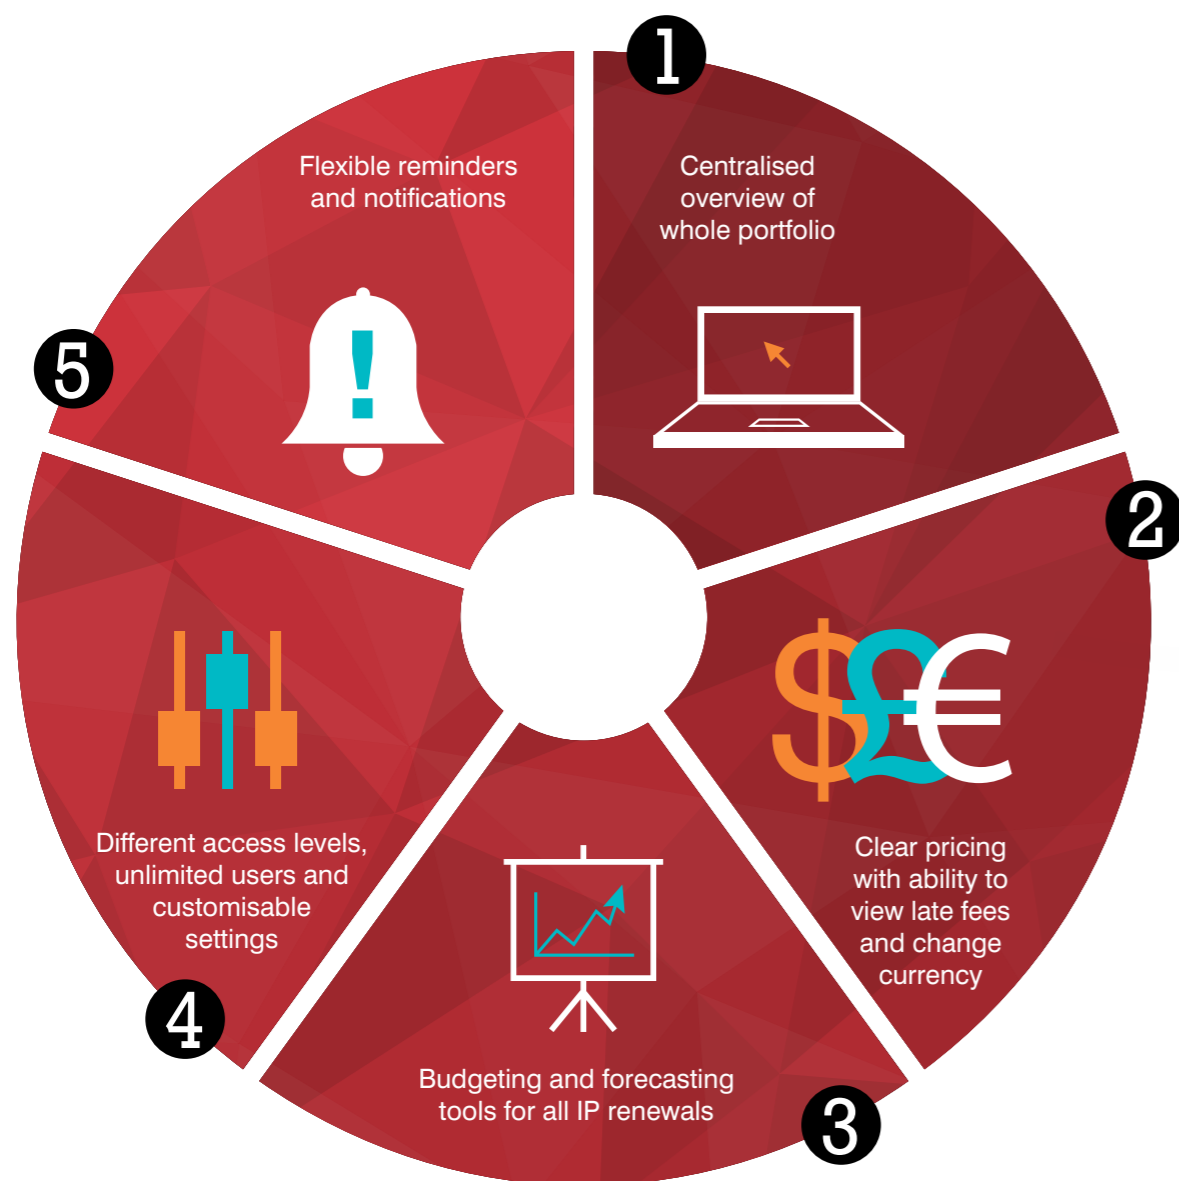 1
Centralised
overview of
whole portfolio
2
$£€
Clear pricing
with ability to
view late fees
and change
currency
3
Budgeting and forecasting
tools for all IP renewals
4
Different access levels,
unlimited users and
customisable
settings
5
Flexible reminders
and notifications
!